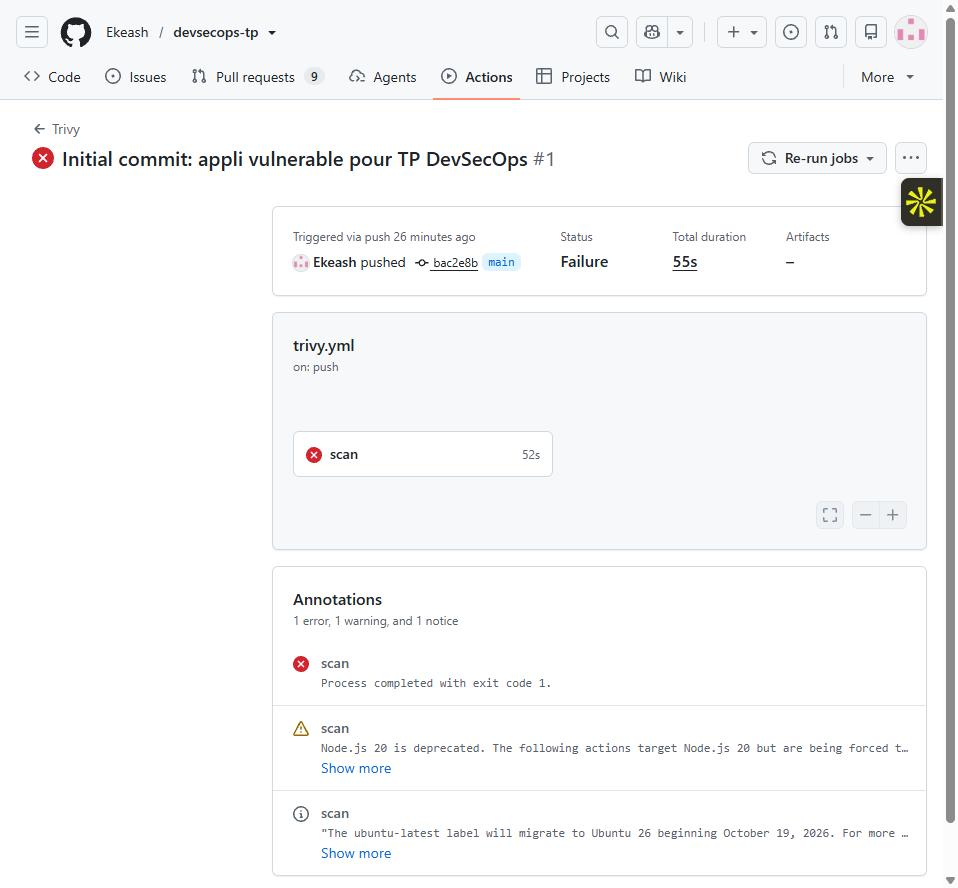 Ekeash / devsecops-tp
Code Issues Pull requests 9 Agents Actions Projects Wiki More
Trivy
Initial commit: appli vulnerable pour TP DevSecOps #1
Re-run jobs
Triggered via push 26 minutes ago
Ekeash pushed bac2e8b main
Status
Failure
Total duration
55s
Artifacts
–
trivy.yml
on: push
scan 52s
Annotations
1 error, 1 warning, and 1 notice
scan
Process completed with exit code 1.
scan
Node.js 20 is deprecated. The following actions target Node.js 20 but are being forced t…
Show more
scan
"The ubuntu-latest label will migrate to Ubuntu 26 beginning October 19, 2026. For more …
Show more